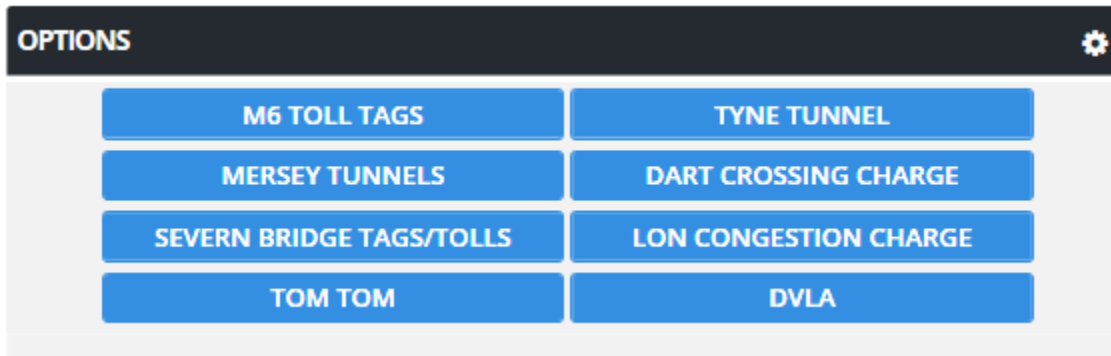 OPTIONS
M6 TOLL TAGS
TYNE TUNNEL
MERSEY TUNNELS
DART CROSSING CHARGE
SEVERN BRIDGE TAGS/TOLLS
LON CONGESTION CHARGE
TOM TOM
DVLA